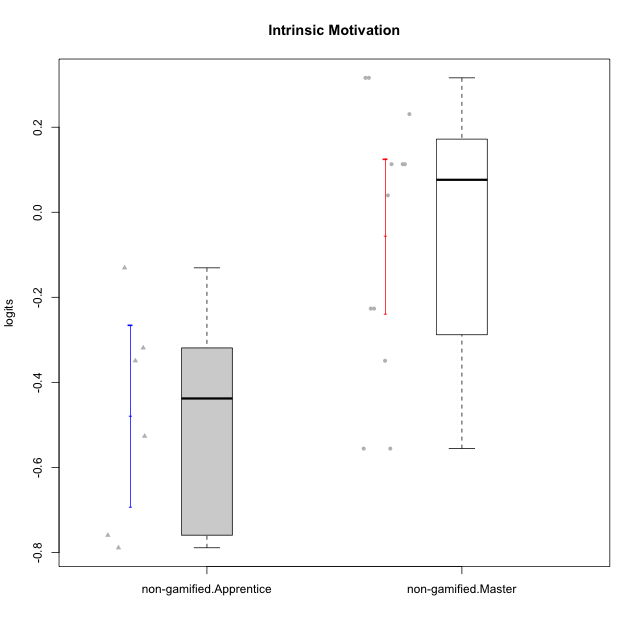 Intrinsic Motivation
logits
0.2
0.0
-0.2
-0.4
-0.6
-0.8
non-gamified.Apprentice
non-gamified.Master